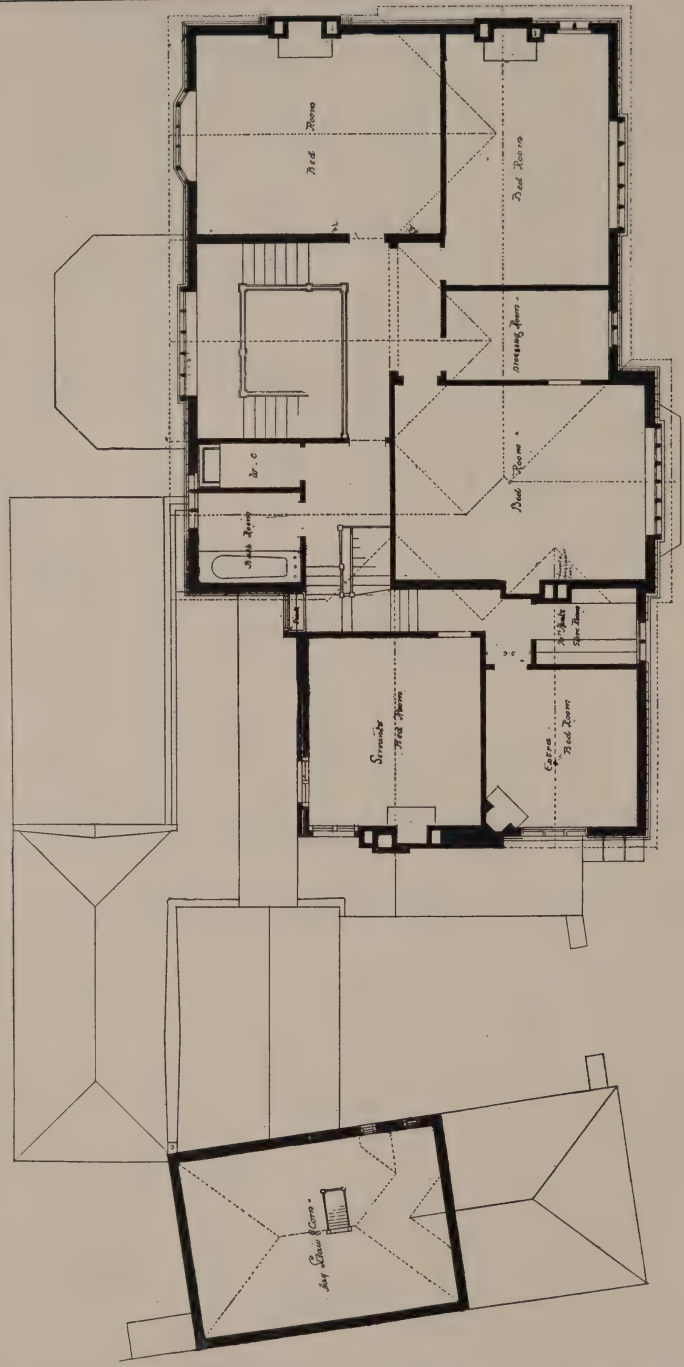 Bed Room
Bed Room
Dressing Room.
Bed Room.
W.C
Bath Room
Servants
Bed Room
Store Room
Extra
Bed Room
Hay Straw & Corn.